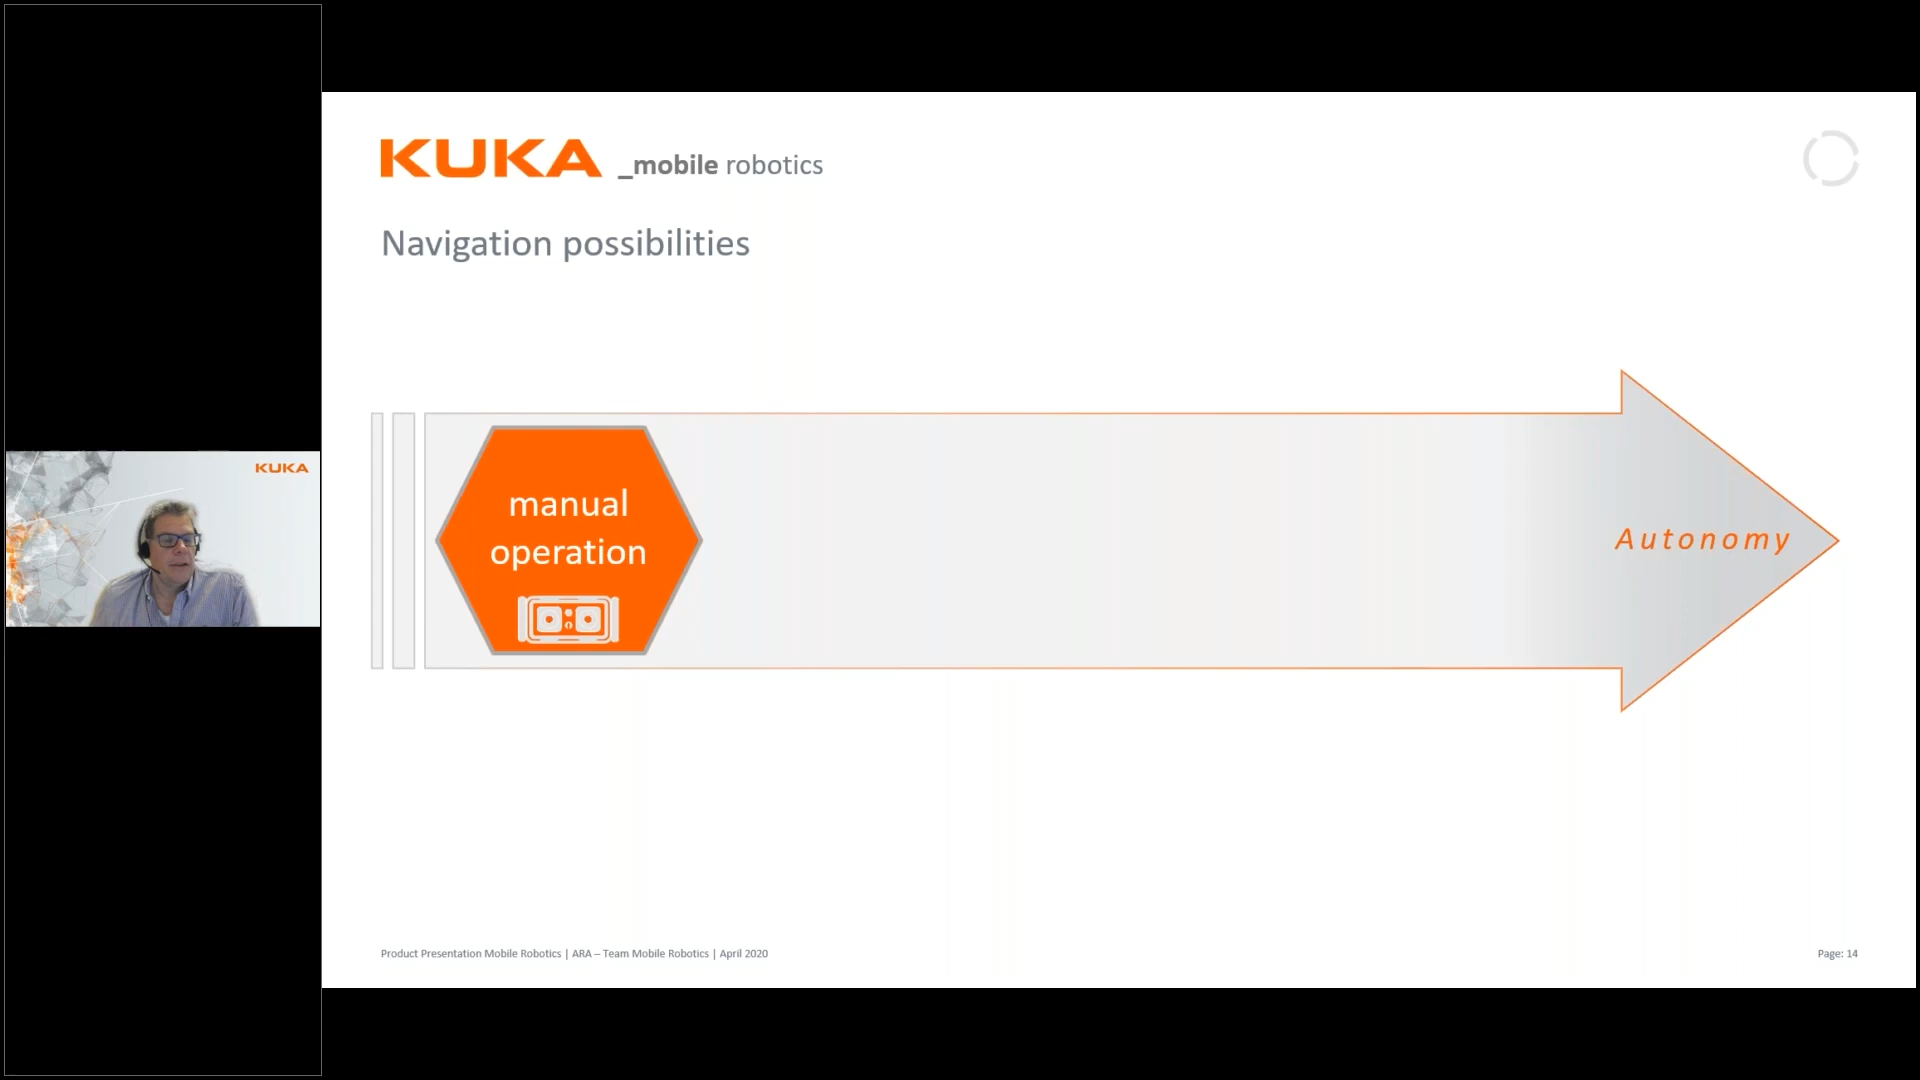 KUKA _mobile robotics
Navigation possibilities
KUKA
manual
operation
Autonomy
Product Presentation Mobile Robotics | ARA – Team Mobile Robotics | April 2020
Page: 14